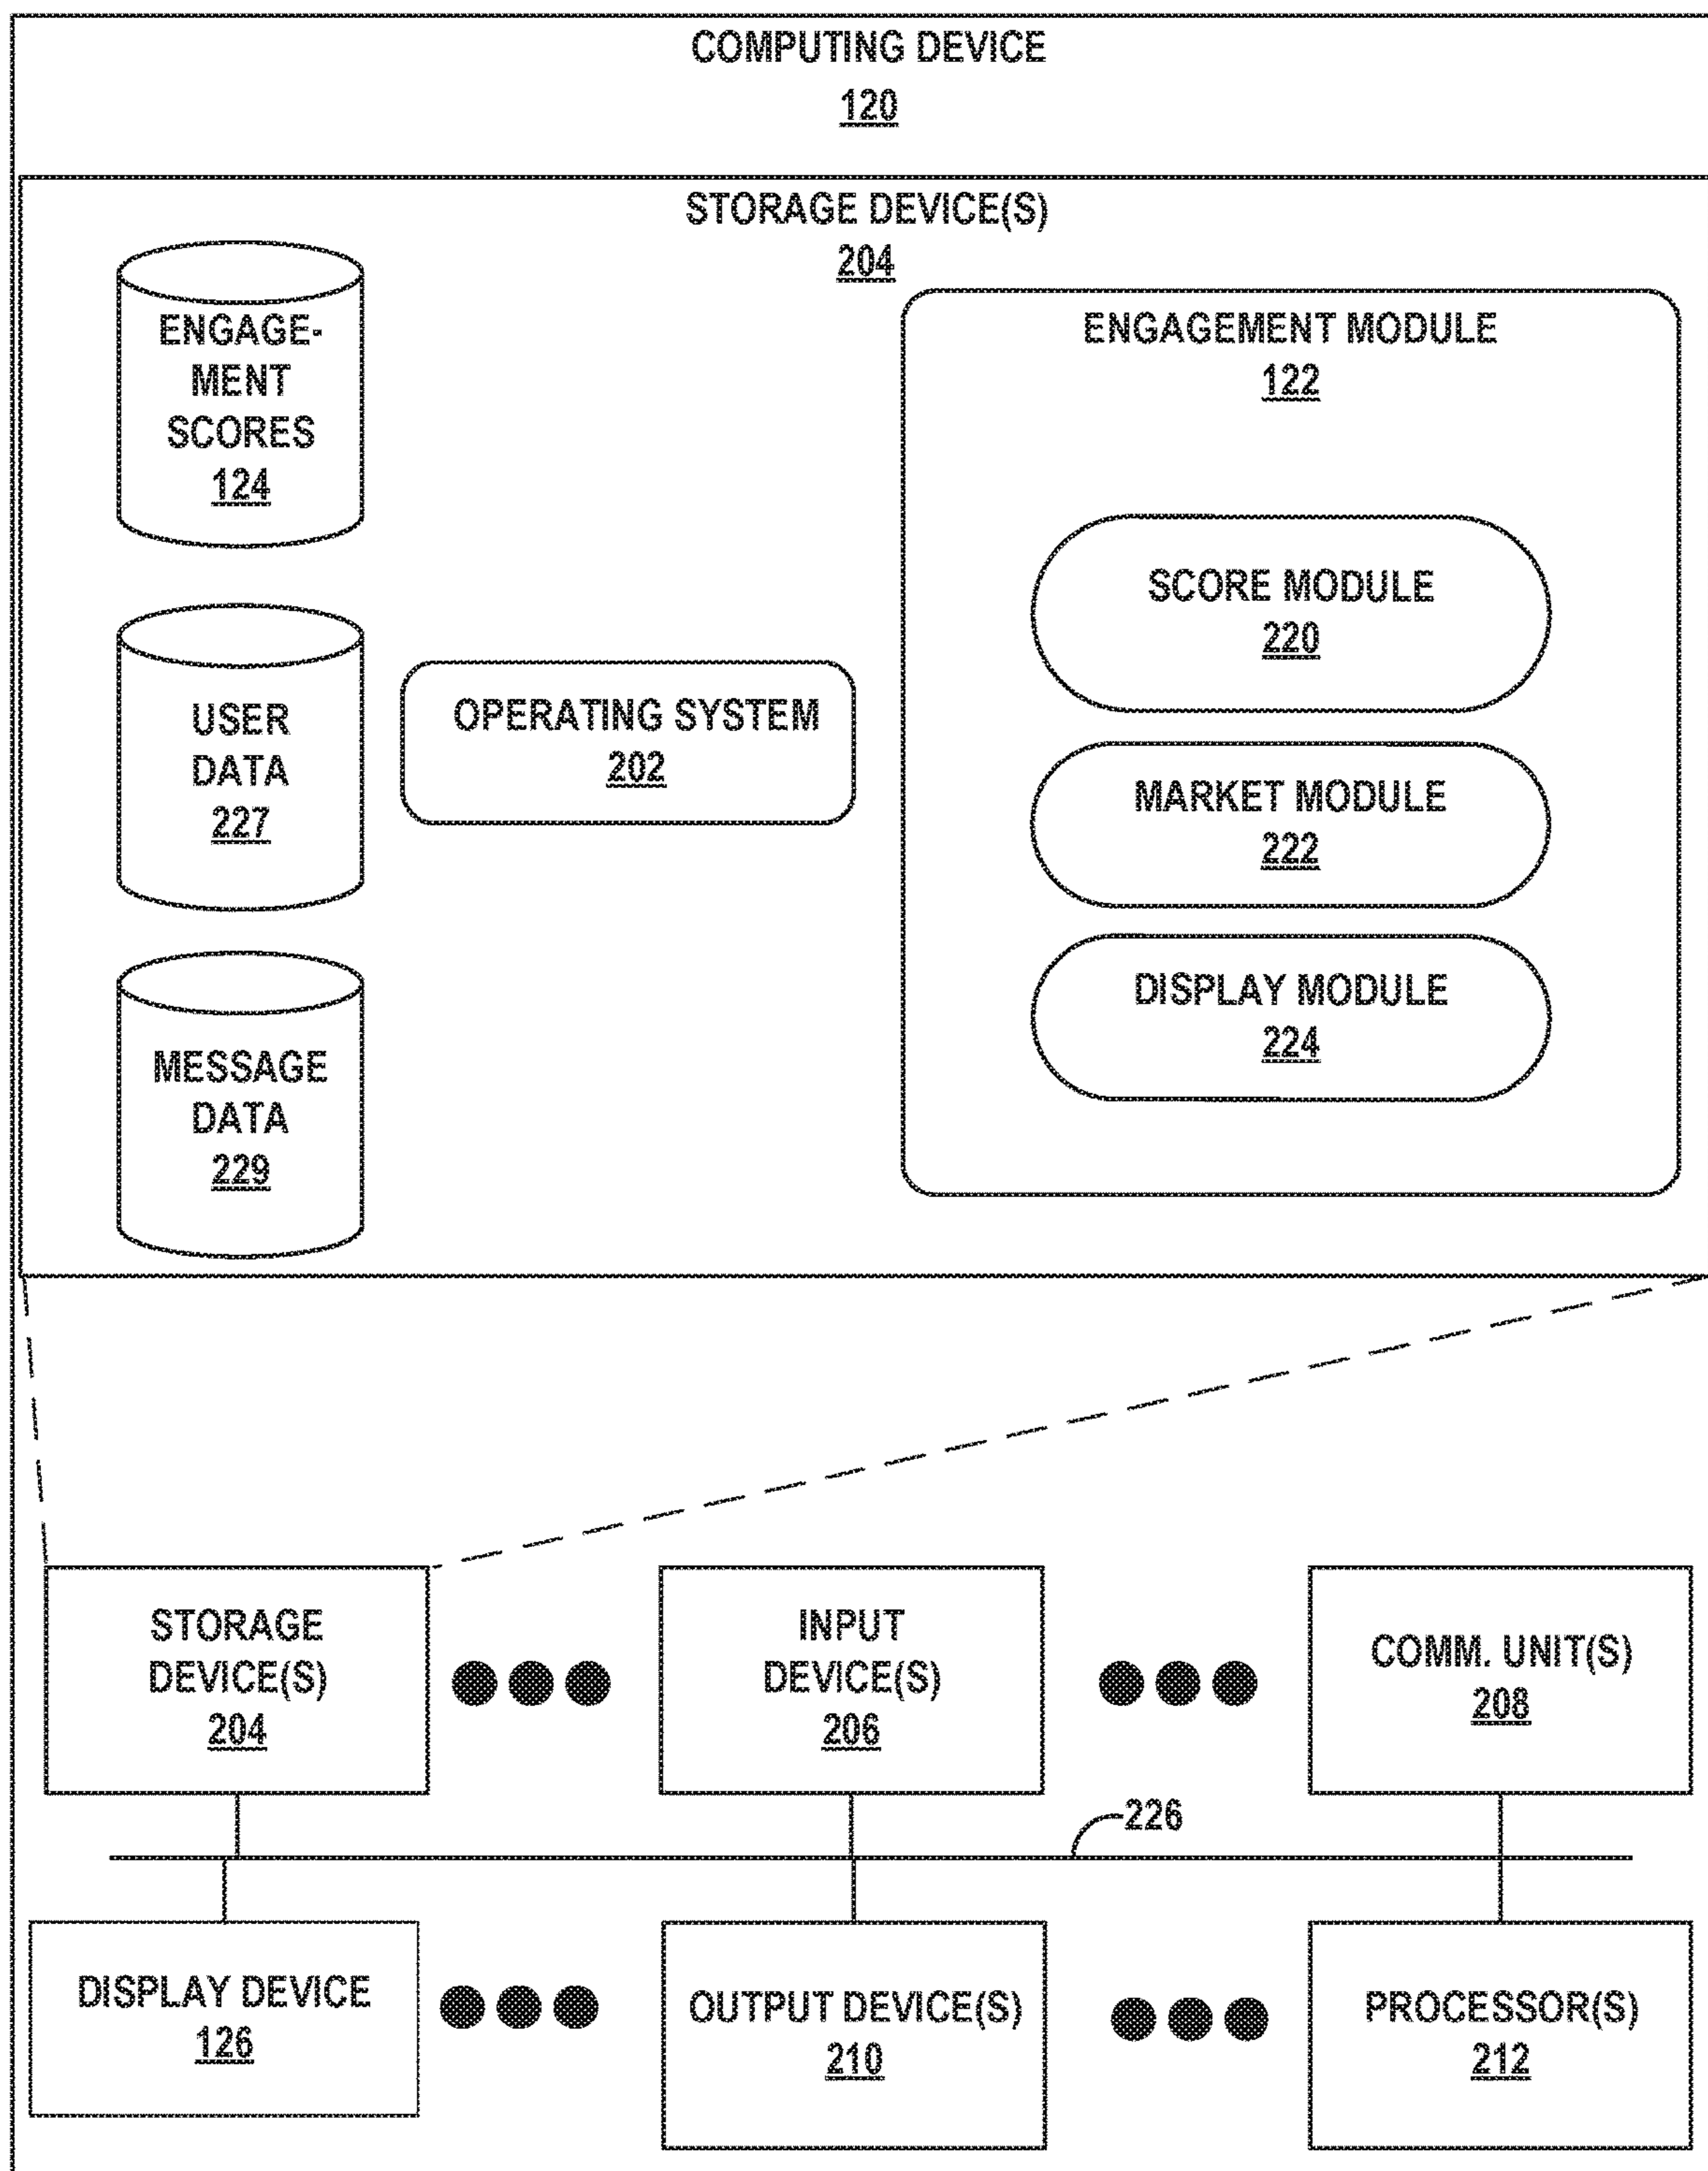 COMPUTING DEVICE
120
STORAGE DEVICE(S)
204
ENGAGE-
MENT
SCORES
124
USER
DATA
227
MESSAGE
DATA
229
OPERATING SYSTEM
202
ENGAGEMENT MODULE
122
SCORE MODULE
220
MARKET MODULE
222
DISPLAY MODULE
224
STORAGE
DEVICE(S)
204
INPUT
DEVICE(S)
206
COMM. UNIT(S)
208
226
DISPLAY DEVICE
126
OUTPUT DEVICE(S)
210
PROCESSOR(S)
212